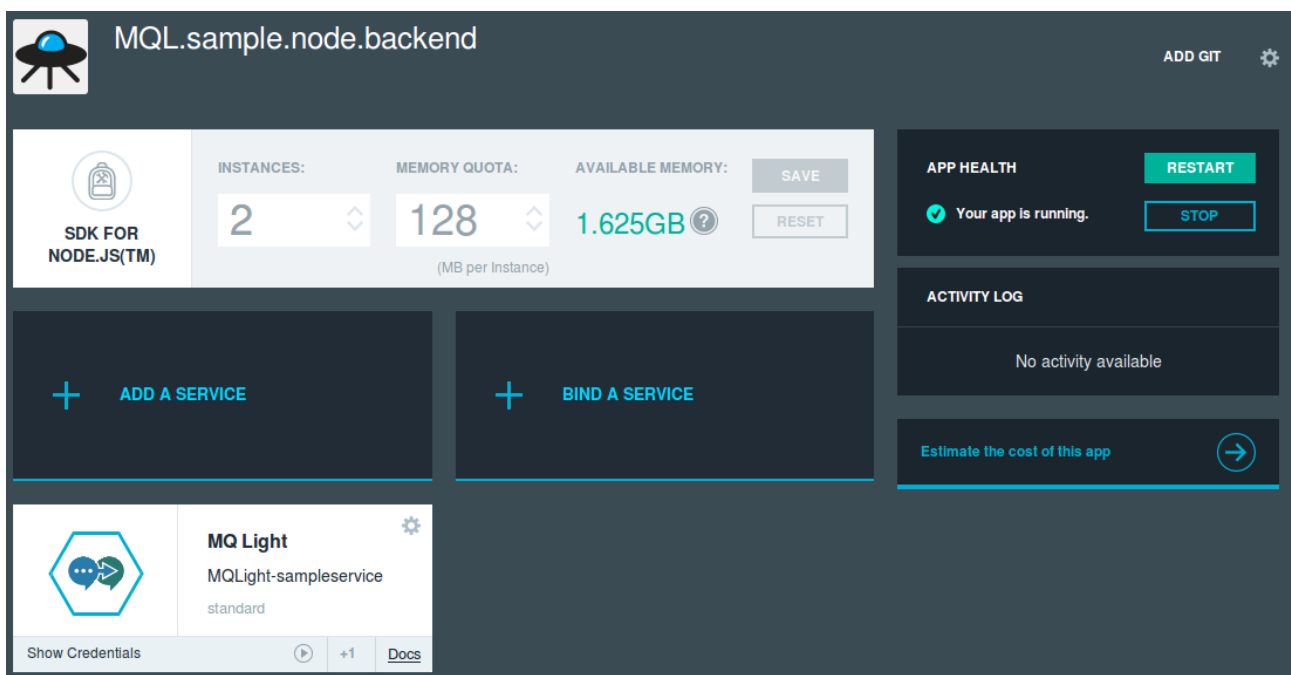 MQL.sample.node.backend
ADD GIT
SDK FOR
NODE.JS(TM)
INSTANCES:
2
MEMORY QUOTA:
128
(MB per Instance)
AVAILABLE MEMORY:
1.625GB ?
SAVE
RESET
APP HEALTH
RESTART
Your app is running.
STOP
ACTIVITY LOG
No activity available
ADD A SERVICE
BIND A SERVICE
Estimate the cost of this app
MQ Light
MQLight-sampleservice
standard
Show Credentials
+1
Docs